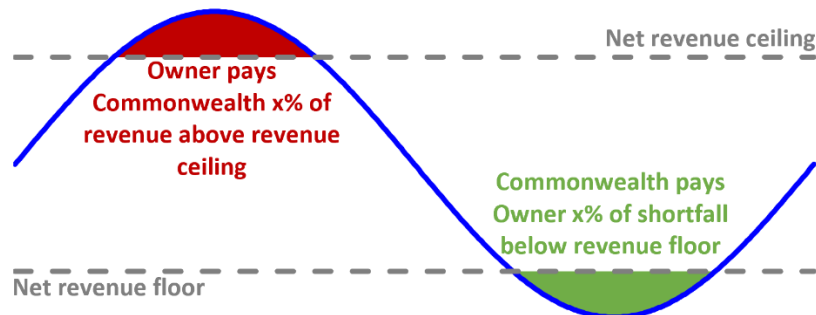 Net revenue ceiling
Owner pays
Commonwealth x% of
revenue above revenue
ceiling
Commonwealth pays
Owner x% of shortfall
below revenue floor
Net revenue floor